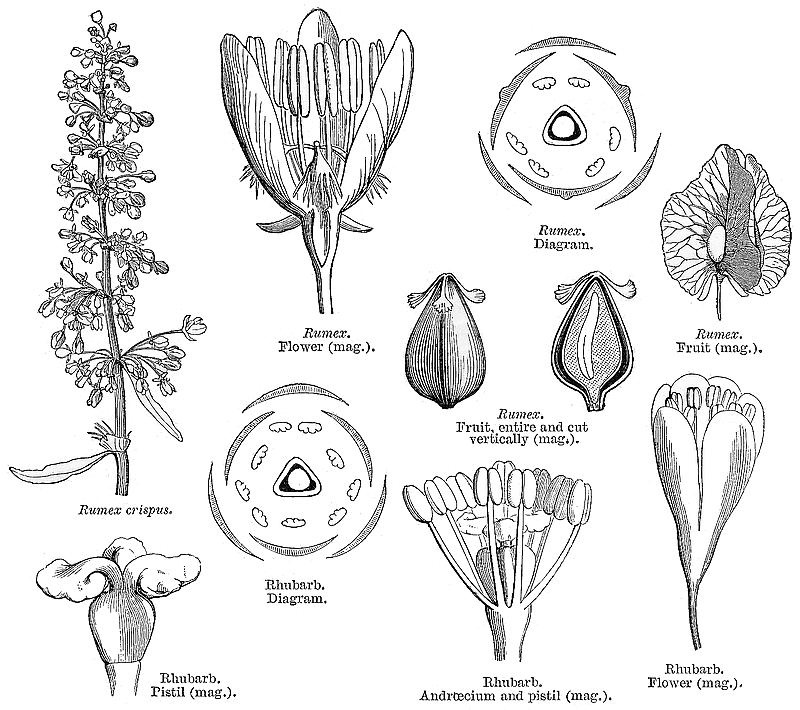 Rumex.
Diagram.
Rumex.
Flower (mag.).
Rumex.
Fruit (mag.).
Rumex.
Fruit, entire and cut
vertically (mag.).
Rumex crispus.
Rhubarb.
Diagram.
Rhubarb.
Pistil (mag.).
Rhubarb.
Andrœcium and pistil (mag.).
Rhubarb.
Flower (mag.).